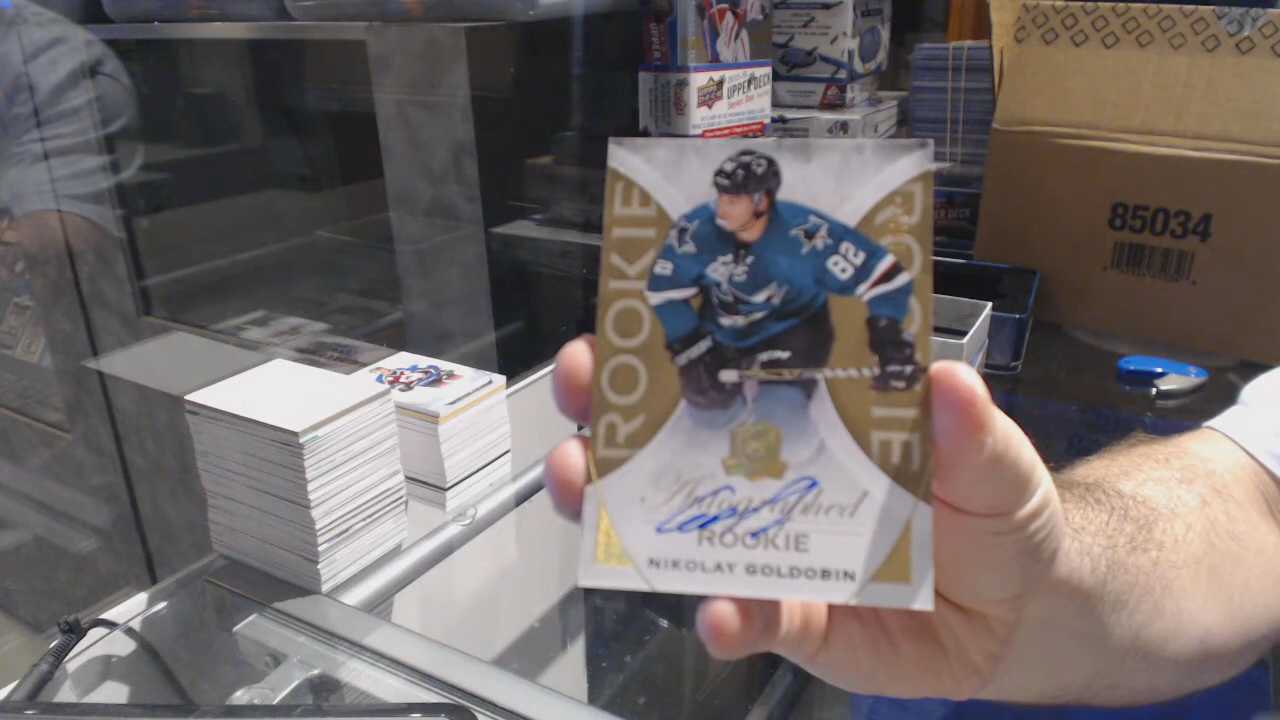 UPPER DECK
85034
ROOKIE
ROOKIE
82
Autographed
ROOKIE
NIKOLAY GOLDOBIN